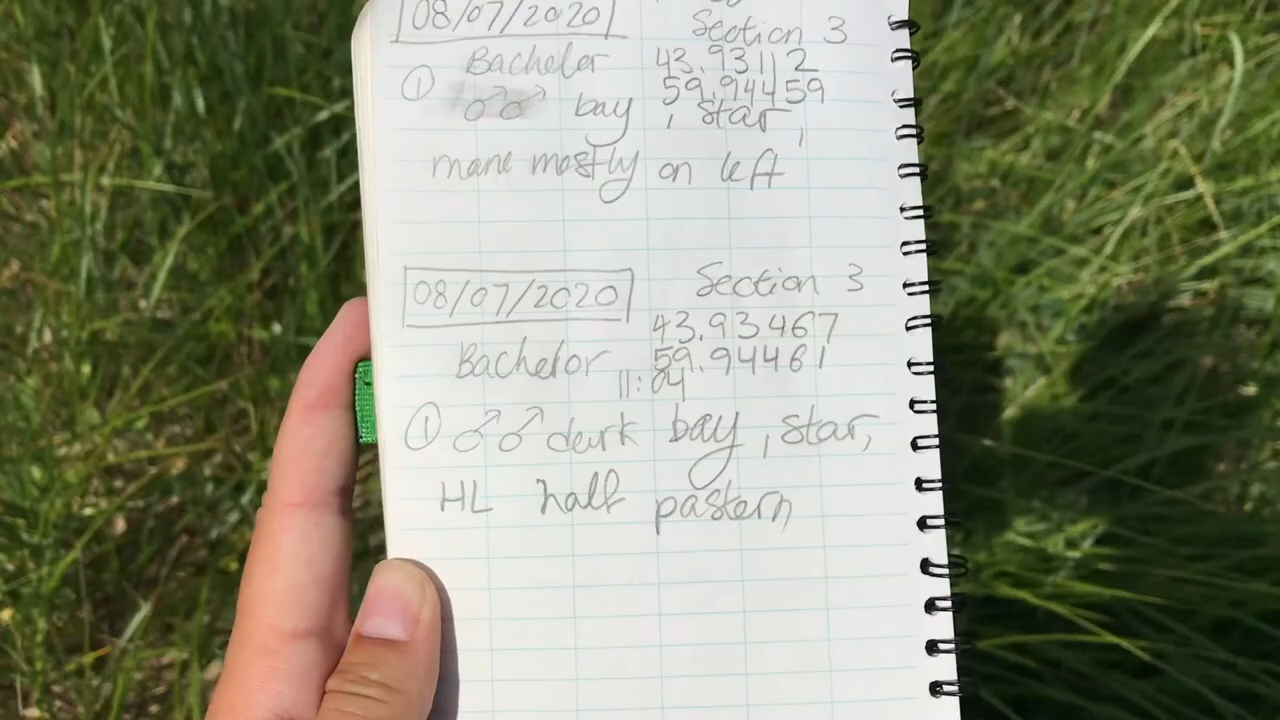 08/07/2020 Section 3
Bachelor 43.93112
59.94459
① ♂♂ bay, star,
mane mostly on left
08/07/2020 Section 3
43.93467
Bachelor 59.94461
11:04
① ♂♂ dark bay, star,
HL half pastern